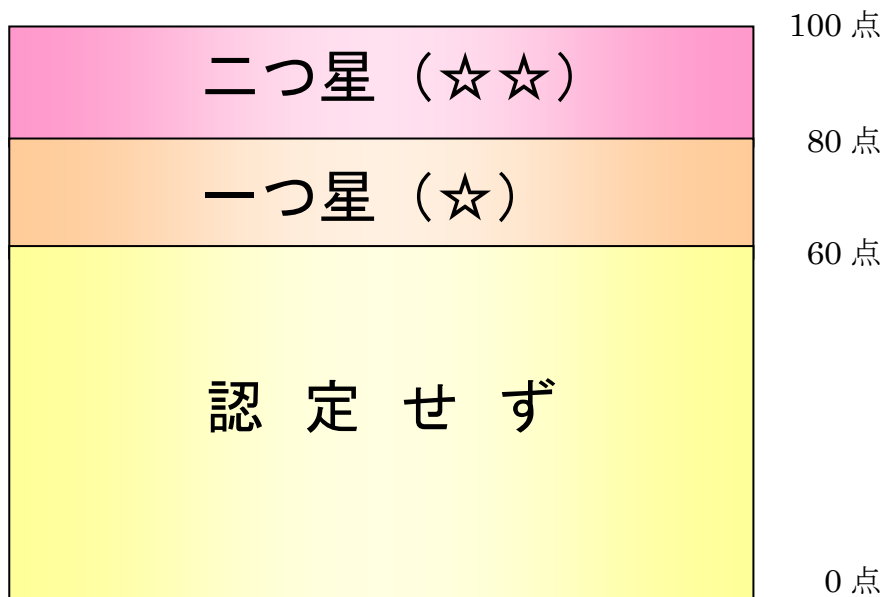 100 点
二つ星（☆☆）
80 点
一つ星（☆）
60 点
認 定 せ ず
0 点